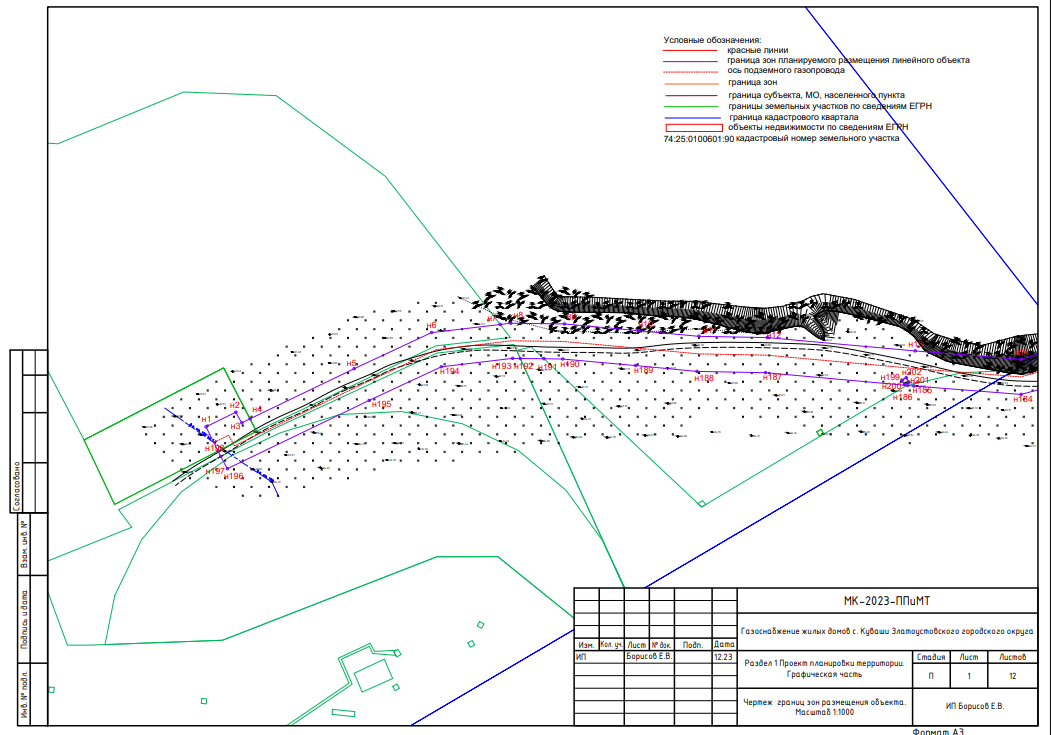 Условные обозначения:
красные линии
граница зон планируемого размещения линейного объекта
ось подземного газопровода
граница зон
граница субъекта, МО, населенного пункта
границы земельных участков по сведениям ЕГРН
граница кадастрового квартала
объекты недвижимости по сведениям ЕГРН
74:25:0100601:90 кадастровый номер земельного участка
н6
н8
н5
н1
н2
н4
н3
н197
н196
н195
н194
н193
н192
н191
н190
н189
н188
н187
н199
н202
н201
н200
н186
н185
н184
Согласовано
Взам. инв. №
Подпись и дата
Инв. № подл.
МК-2023-ППиМТ
Газоснабжение жилых домов с. Куваши Златоустовского городского округа
Изм. Кол. уч. Лист № док. Подп. Дата
ИП Борисов Е.В. 12.23
Раздел 1 Проект планировки территории.
Графическая часть
Стадия Лист Листов
П 1 12
Чертеж границ зон размещения объекта.
Масштаб 1:1000
ИП Борисов Е.В.
Формат А3